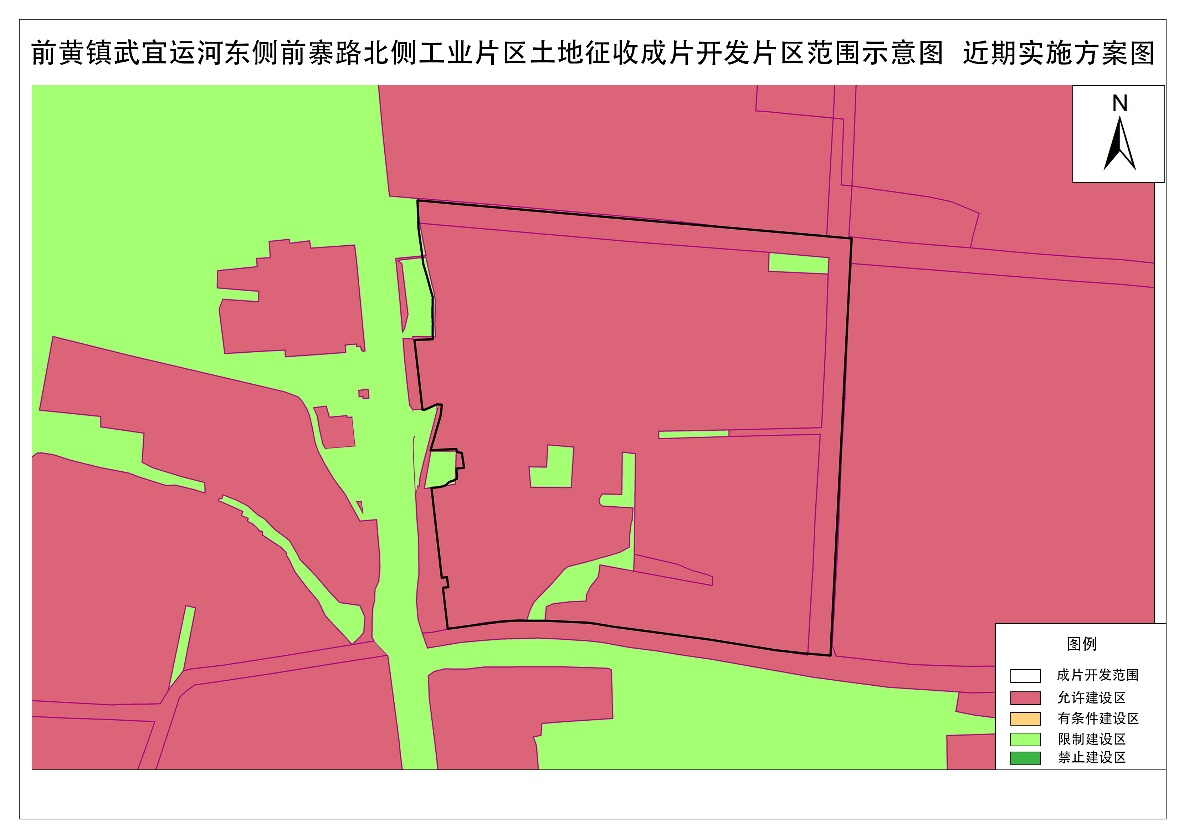 前黄镇武宜运河东侧前寨路北侧工业片区土地征收成片开发片区范围示意图 近期实施方案图
N
图例
成片开发范围
允许建设区
有条件建设区
限制建设区
禁止建设区